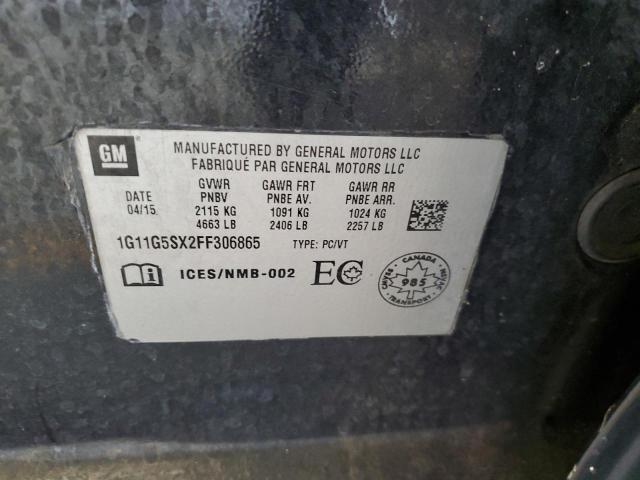 GM
MANUFACTURED BY GENERAL MOTORS LLC
FABRIQUÉ PAR GENERAL MOTORS LLC
DATE
04/15
GVWR
PNBV
2115 KG
4663 LB
GAWR FRT
PNBE AV.
1091 KG
2406 LB
GAWR RR
PNBE ARR.
1024 KG
2257 LB
1G11G5SX2FF306865 TYPE: PC/VT
ICES/NMB-002 EC
CANADA
985
TRANSPORT
CMVSS
NSVAC